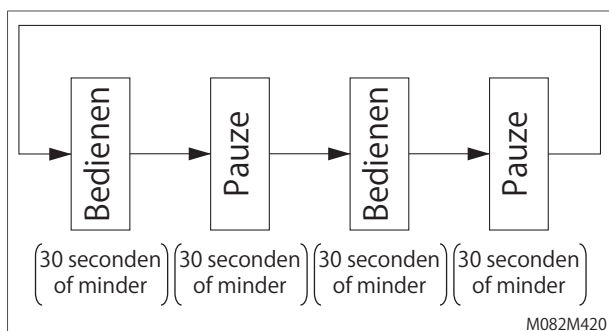 Bedienen
Pauze
Bedienen
Pauze
(30 seconden of minder)
(30 seconden of minder)
(30 seconden of minder)
(30 seconden of minder)
M082M420